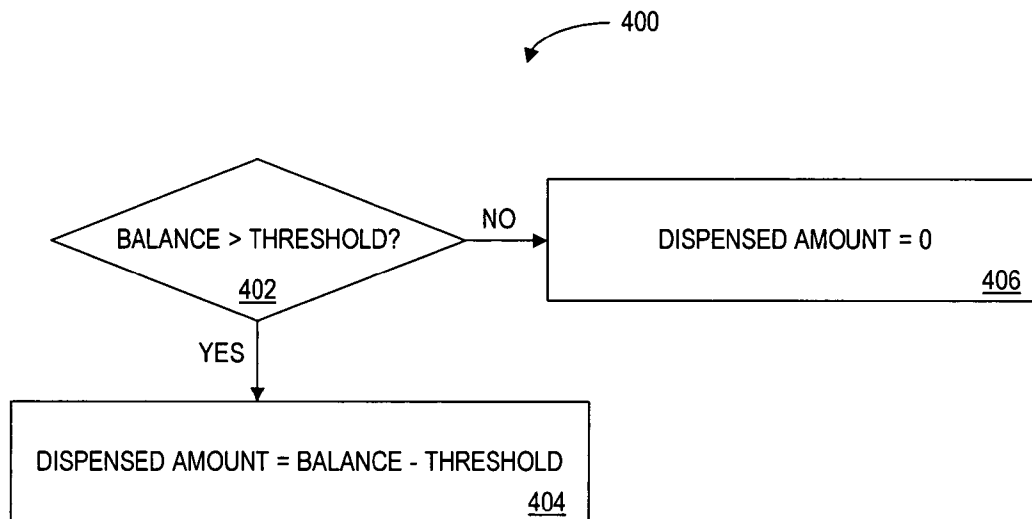 400
BALANCE > THRESHOLD?
402
NO
DISPENSED AMOUNT = 0
406
YES
DISPENSED AMOUNT = BALANCE - THRESHOLD
404